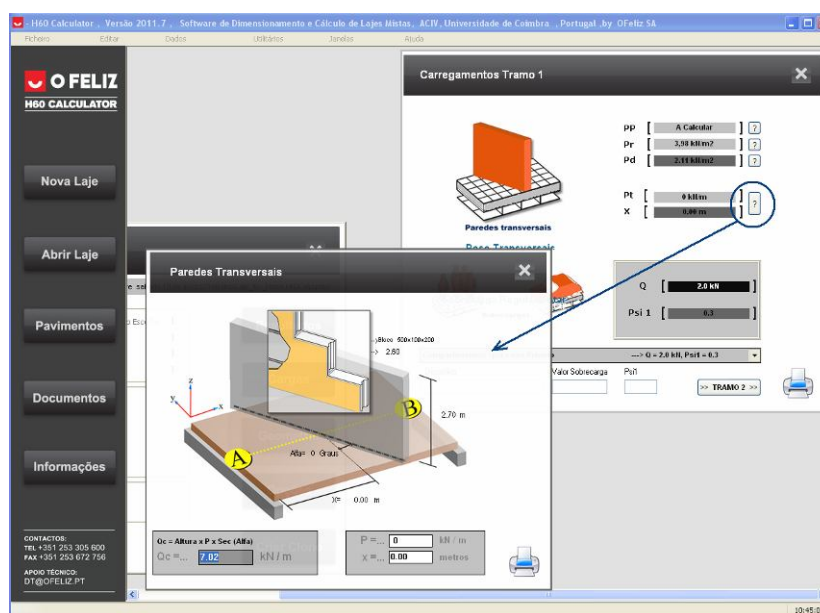 - H60 Calculator , Versão 2011.7 , Software de Dimensionamento e Cálculo de Lajes Mistas, ACIV, Universidade de Coimbra , Portugal ,by OFeliz SA
Ficheiro Editar Dados Utilitários Janelas Ajuda
O FELIZ
H60 CALCULATOR
Nova Laje
Abrir Laje
Pavimentos
Documentos
Informações
CONTACTOS:
TEL +351 253 305 600
FAX +351 253 672 756
APOIO TÉCNICO:
DT@OFELIZ.PT
Carregamentos Tramo 1
Paredes transversais
PP [ A Calcular ] ?
Pr [ 3,98 kN/m2 ] ?
Pd [ 2.11 kN/m2 ] ?
Pt [ 0 kN/m ]
X [ 0.00 m ]
?
Q [ 2.0 kN ]
Psi 1 [ 0.3 ]
---> Q = 2.0 kN, Psi1 = 0.3
Valor Sobrecarga Psi1
>> TRAMO 2 >>
Paredes Transversais
Bloco 500x100x200
-> 2.60
z
y
x
A
B
2.70 m
Alfa= 0 Graus
X= 0.00 m
Qc = Altura x P x Sec (Alfa)
Qc =... 7.02 kN / m
P =... 0 kN / m
x =... 0.00 metros